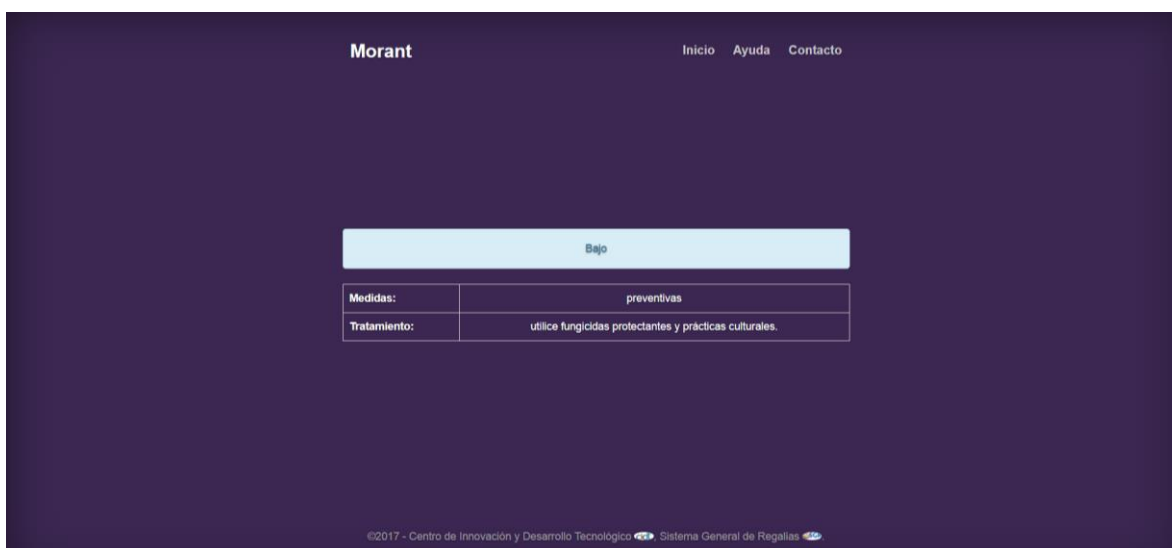 Morant
Inicio Ayuda Contacto
Bajo
Medidas: preventivas
Tratamiento: utilice fungicidas protectantes y prácticas culturales.
©2017 - Centro de Innovación y Desarrollo Tecnológico , Sistema General de Regalías .